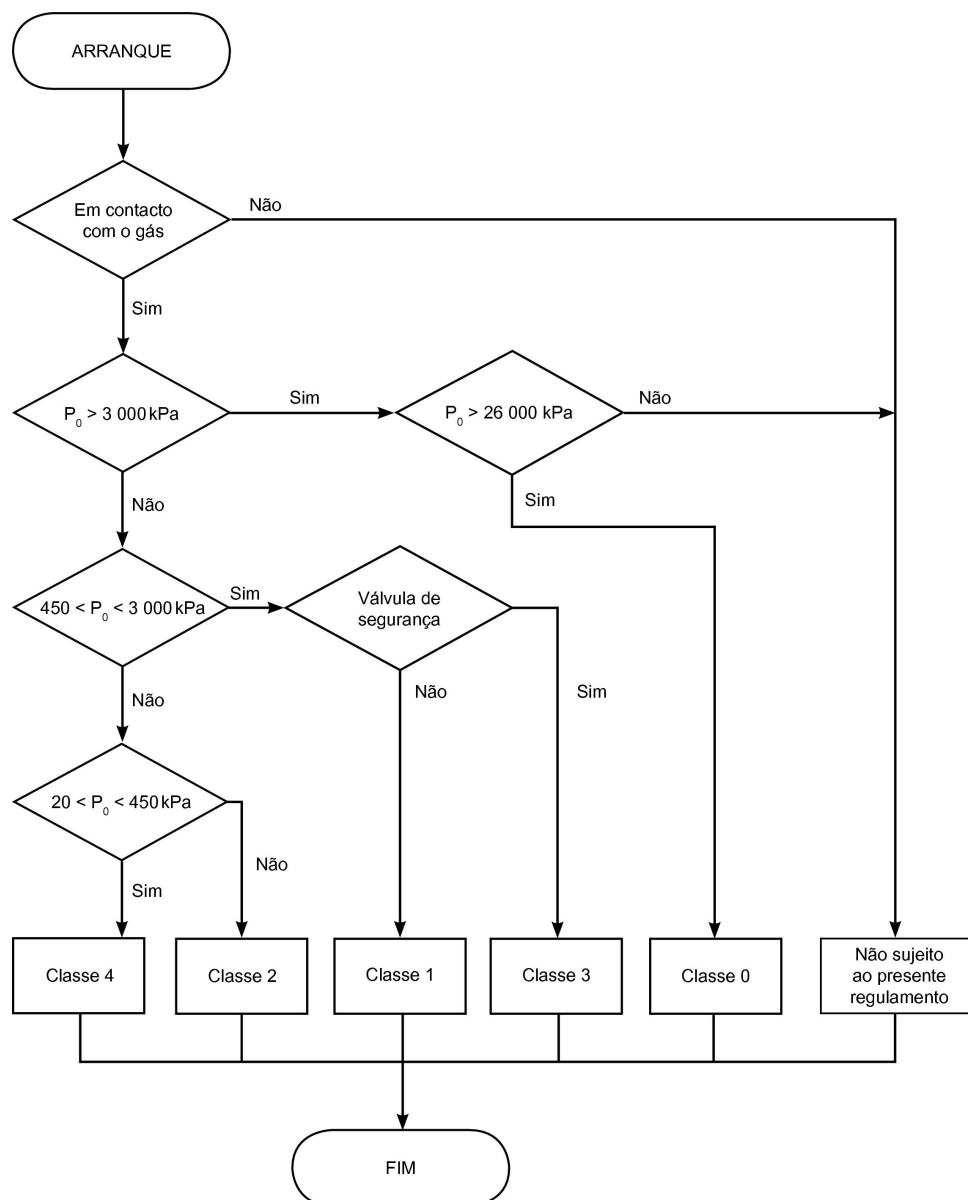 ARRANQUE
Em contacto
com o gás
Não
Sim
P0 > 3 000 kPa
Sim
P0 > 26 000 kPa
Não
Não
Sim
450 < P0 < 3 000 kPa
Sim
Válvula de
segurança
Não
Não
Sim
20 < P0 < 450 kPa
Não
Sim
Classe 4
Classe 2
Classe 1
Classe 3
Classe 0
Não sujeito
ao presente
regulamento
FIM